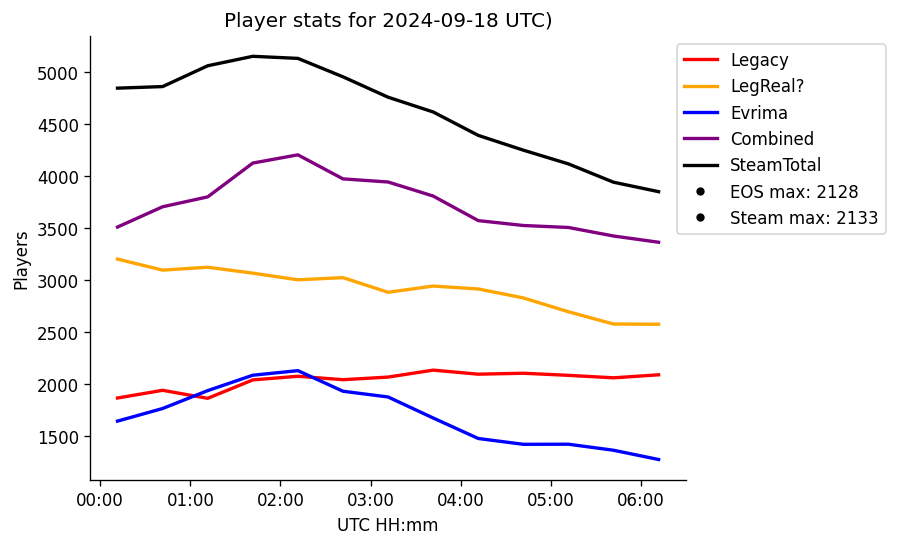 Player stats for 2024-09-18 UTC)
Legacy
LegReal?
Evrima
Combined
SteamTotal
EOS max: 2128
Steam max: 2133
Players
5000
4500
4000
3500
3000
2500
2000
1500
00:00 01:00 02:00 03:00 04:00 05:00 06:00
UTC HH:mm